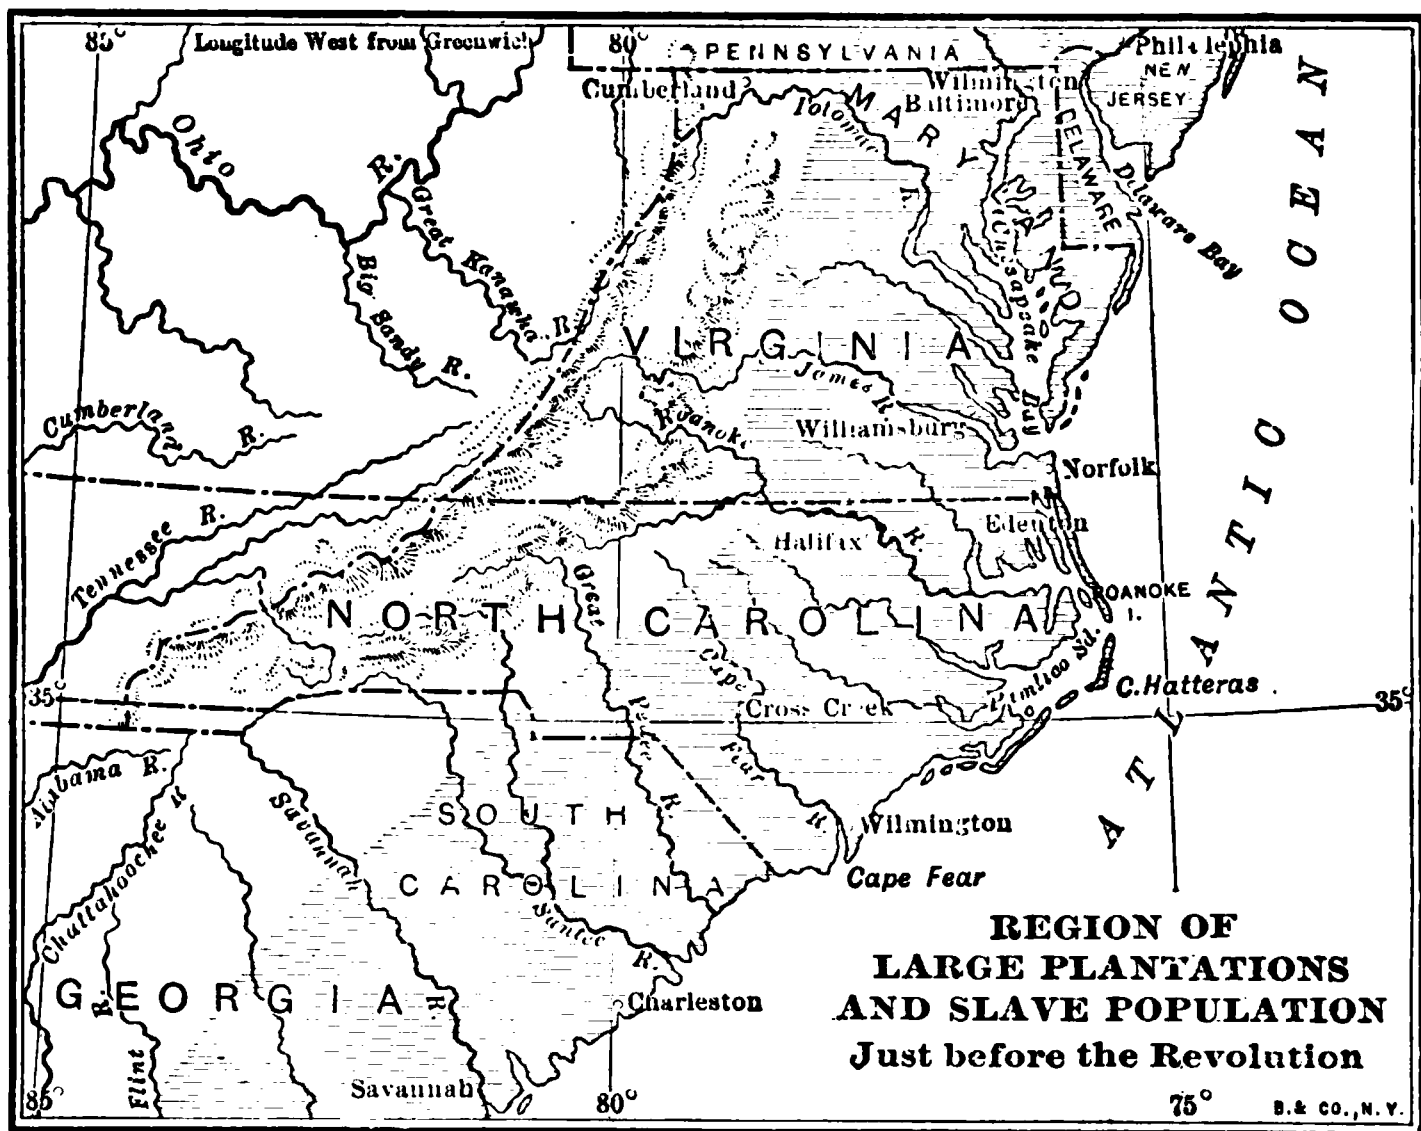 85°
Longitude West from Greenwich
80°
PENNSYLVANIA
Philadelphia
NEW
JERSEY
Cumberland
Wilmington
Baltimore
Potomac
R.
MARYLAND
DELAWARE
Delaware Bay
Chesapeake
Bay
ATLANTIC OCEAN
Ohio
R.
Great Kanawha
R.
Big Sandy
R.
VIRGINIA
James R.
Cumberland
R.
Roanoke
R.
Williamsburg
Norfolk
Tennessee R.
Edenton
Halifax
ROANOKE
I.
Great
Pedee
R.
NORTH CAROLINA
Cape
Fear
R.
Pamlico Sd.
C. Hatteras
35°
35°
Cross Creek
Alabama R.
Chattahoochee R
Savannah
R.
SOUTH
CAROLINA
Wilmington
Cape Fear
Santee
R.
GEORGIA
R.
Flint
Charleston
Savannah
REGION OF
LARGE PLANTATIONS
AND SLAVE POPULATION
Just before the Revolution
85°
80°
75°
B. & CO., N. Y.